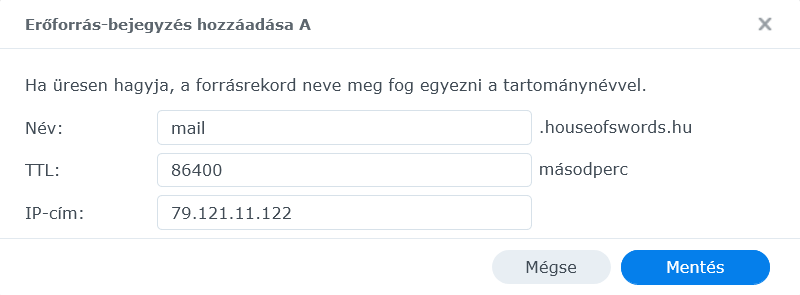 Erőforrás-bejegyzés hozzáadása A
Ha üresen hagyja, a forrásrekord neve meg fog egyezni a tartománynévvel.
Név: mail .houseofswords.hu
TTL: 86400 másodperc
IP-cím: 79.121.11.122
Mégse Mentés